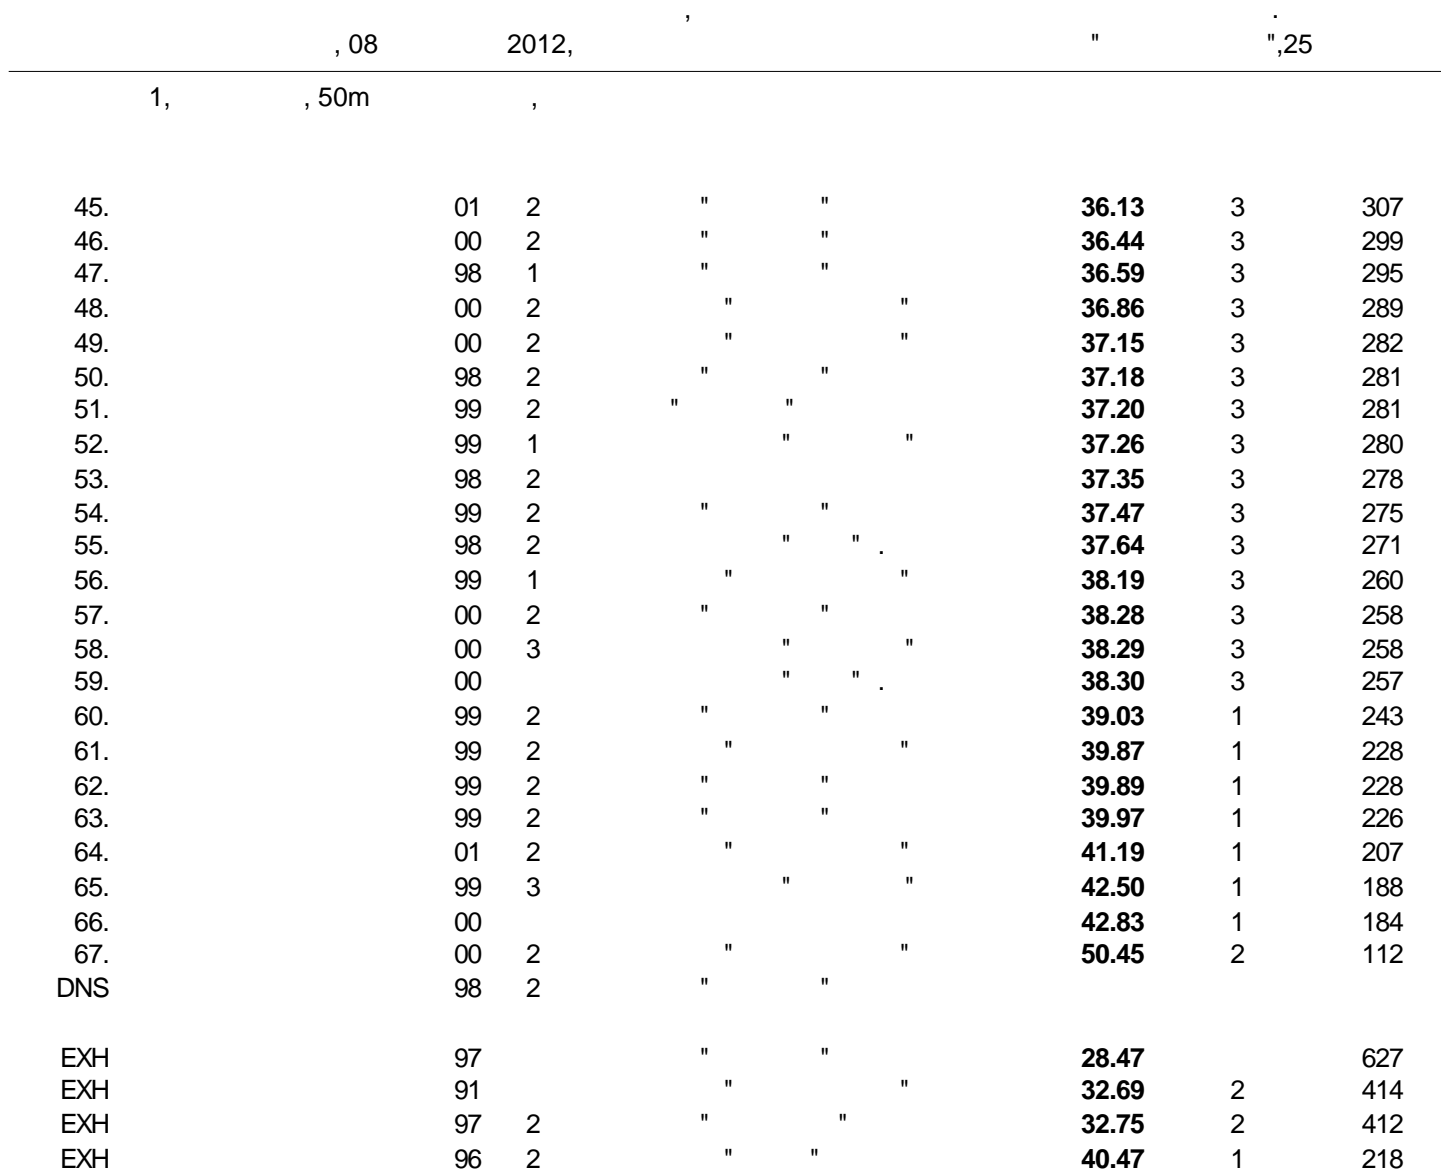 , .
, 08 2012, " ",25
1, , 50m ,
45. 01 2 " " 36.13 3 307
46. 00 2 " " 36.44 3 299
47. 98 1 " " 36.59 3 295
48. 00 2 " " 36.86 3 289
49. 00 2 " " 37.15 3 282
50. 98 2 " " 37.18 3 281
51. 99 2 " " 37.20 3 281
52. 99 1 " " 37.26 3 280
53. 98 2 37.35 3 278
54. 99 2 " " 37.47 3 275
55. 98 2 " " . 37.64 3 271
56. 99 1 " " 38.19 3 260
57. 00 2 " " 38.28 3 258
58. 00 3 " " 38.29 3 258
59. 00 " " . 38.30 3 257
60. 99 2 " " 39.03 1 243
61. 99 2 " " 39.87 1 228
62. 99 2 " " 39.89 1 228
63. 99 2 " " 39.97 1 226
64. 01 2 " " 41.19 1 207
65. 99 3 " " 42.50 1 188
66. 00 42.83 1 184
67. 00 2 " " 50.45 2 112
DNS 98 2 " "
EXH 97 " " 28.47 627
EXH 91 " " 32.69 2 414
EXH 97 2 " " 32.75 2 412
EXH 96 2 " " 40.47 1 218